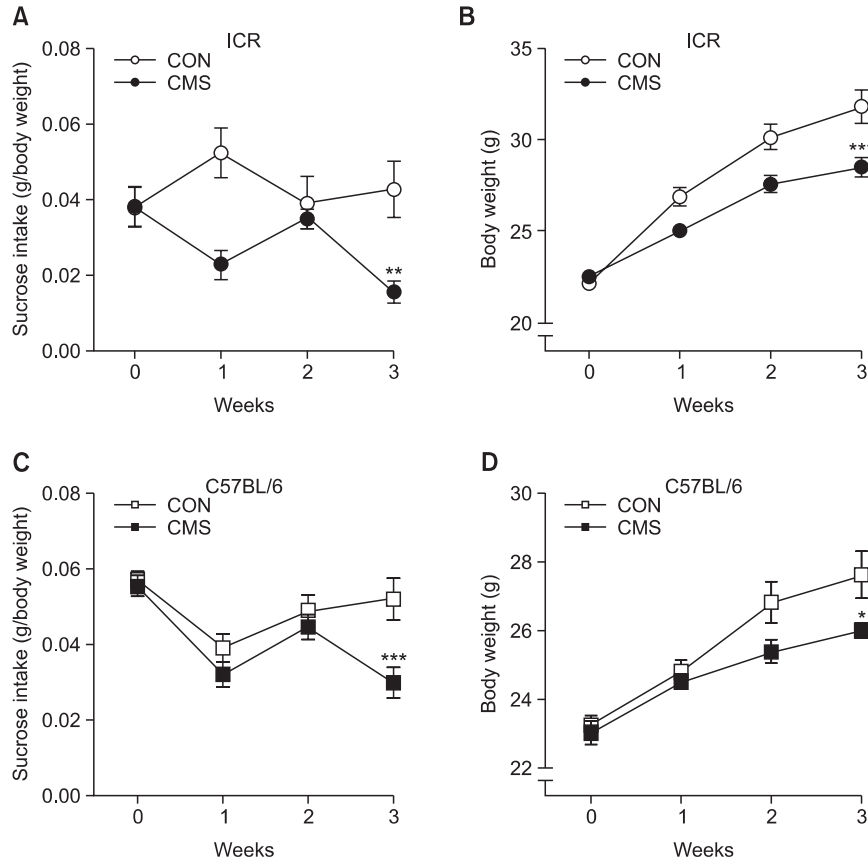 A
ICR
CON
CMS
Sucrose intake (g/body weight)
0.08
0.06
0.04
0.02
0.00
**
0 1 2 3
Weeks
B
ICR
CON
CMS
Body weight (g)
35
30
25
20
0 1 2 3
Weeks
C
C57BL/6
CON
CMS
Sucrose intake (g/body weight)
0.08
0.06
0.04
0.02
0.00
***
0 1 2 3
Weeks
D
C57BL/6
CON
CMS
Body weight (g)
30
28
26
24
22
*
0 1 2 3
Weeks